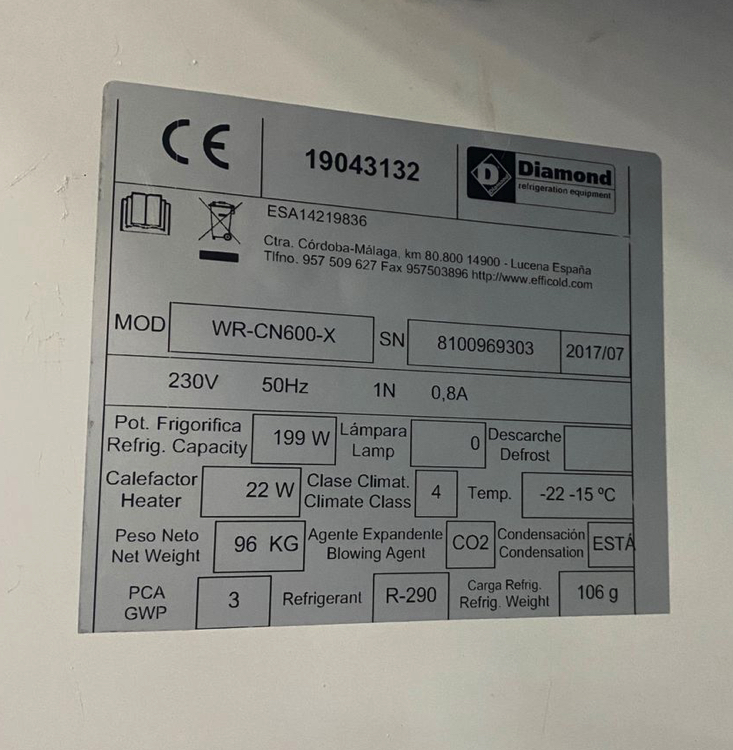 CE
19043132
D Diamond
refrigeration equipment
ESA14219836
Ctra. Córdoba-Málaga, km 80.800 14900 - Lucena España
Tlfno. 957 509 627 Fax 957503896 http://www.efficold.com
MOD WR-CN600-X SN 8100969303 2017/07
230V 50Hz 1N 0,8A
Pot. Frigorifica
Refrig. Capacity
199 W
Lámpara
Lamp
0
Descarche
Defrost
Calefactor
Heater
22 W
Clase Climat.
Climate Class
4
Temp.
-22 -15 ºC
Peso Neto
Net Weight
96 KG
Agente Expandente
Blowing Agent
CO2
Condensación
Condensation
ESTÁ
PCA
GWP
3
Refrigerant
R-290
Carga Refrig.
Refrig. Weight
106 g